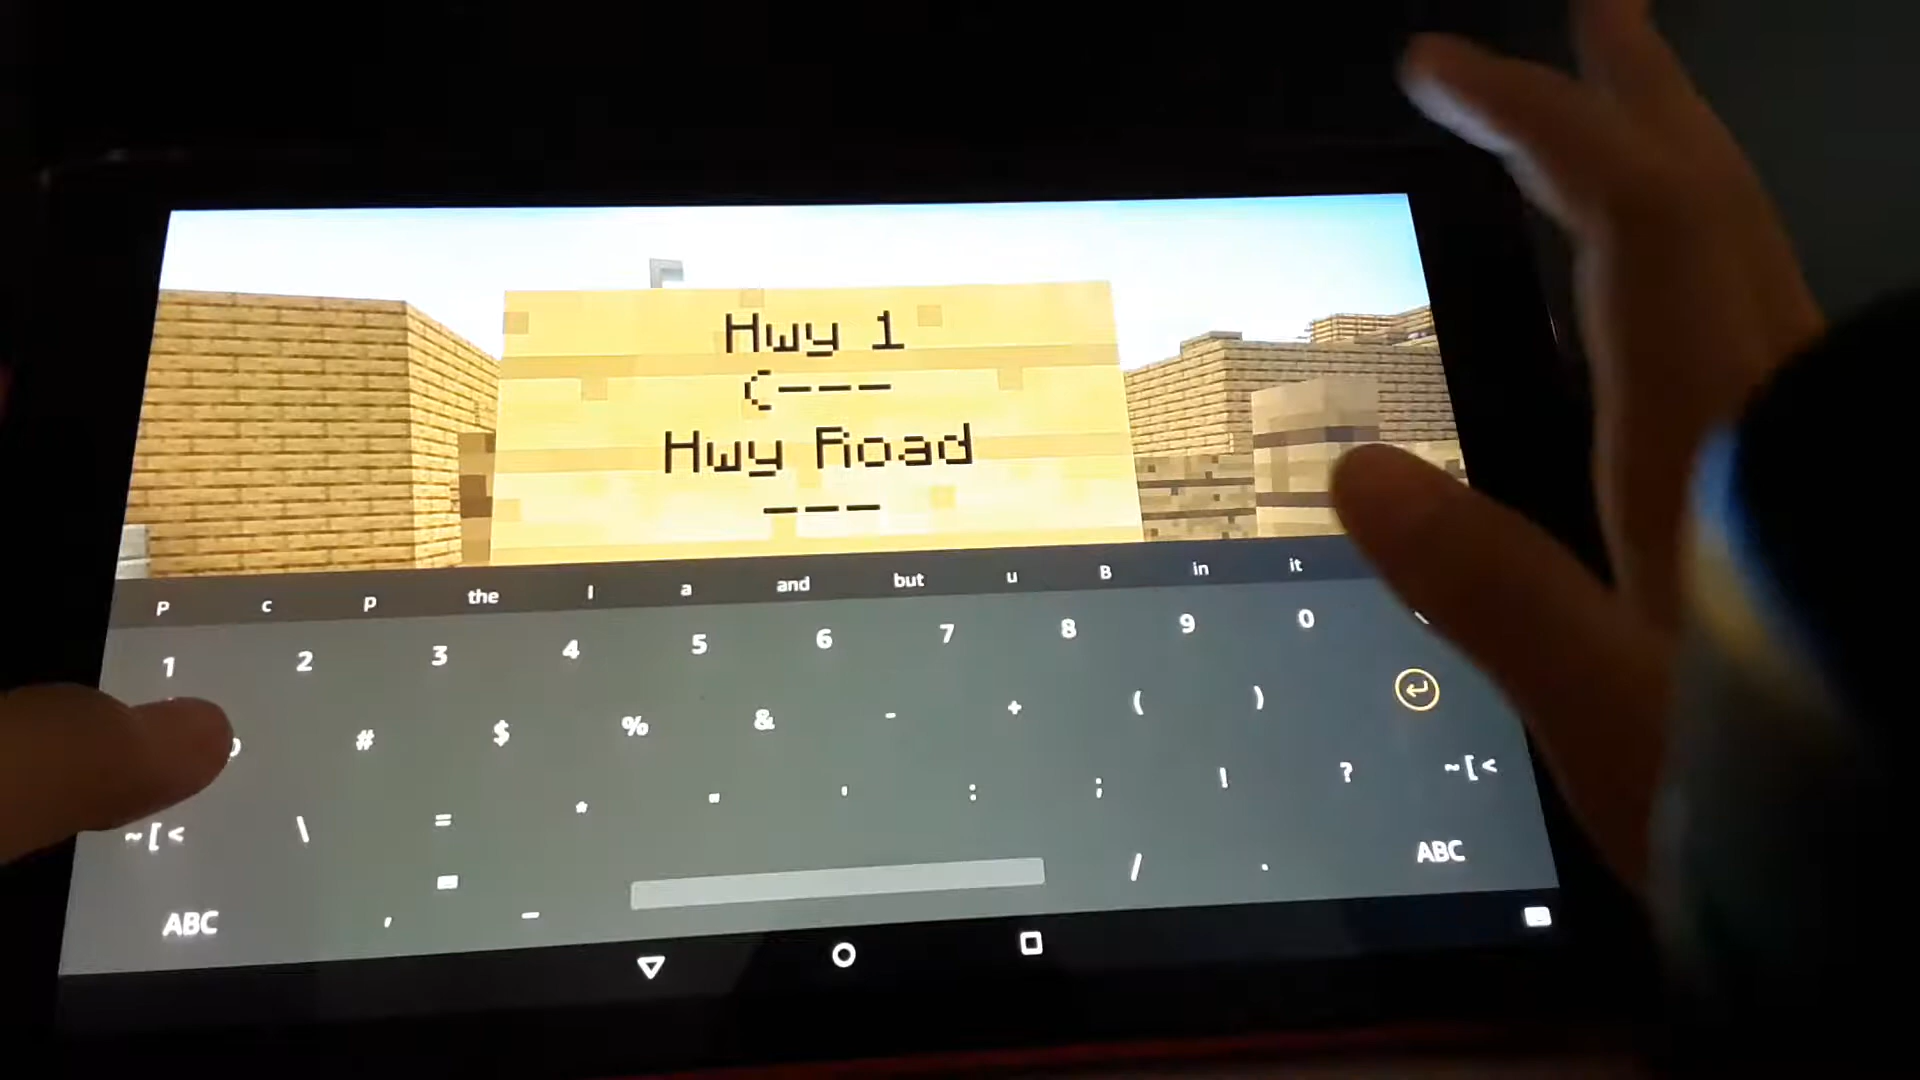 Hwy 1
(---
Hwy Road
---
P c p the I a and but u B in it
1 2 3 4 5 6 7 8 9 0
# $ % & - + ( )
~[< \ = * " ' : ; ! ? ~[<
ABC , _ / . ABC